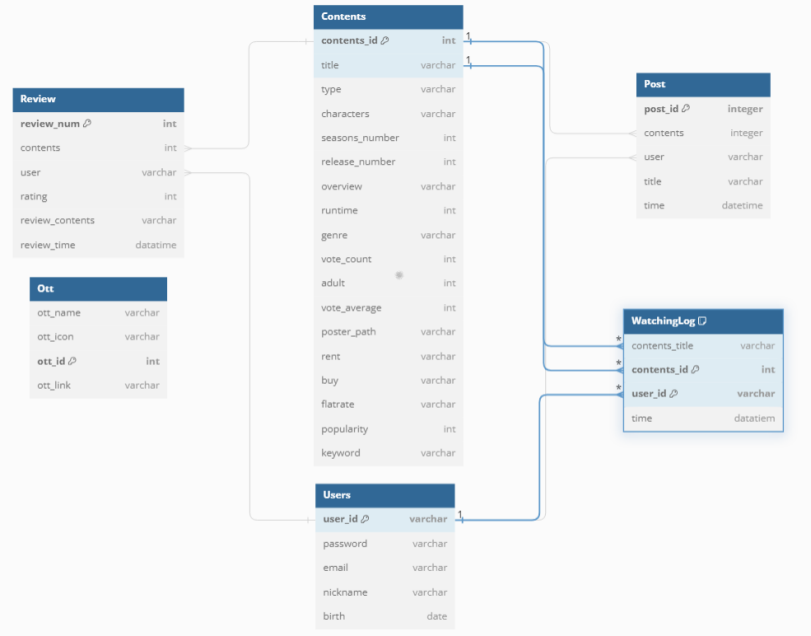 Contents
contents_id int
title varchar
type varchar
characters varchar
seasons_number int
release_number int
overview varchar
runtime int
genre varchar
vote_count int
adult int
vote_average int
poster_path varchar
rent varchar
buy varchar
flatrate varchar
popularity int
keyword varchar
Review
review_num int
contents int
user varchar
rating int
review_contents varchar
review_time datatime
Ott
ott_name varchar
ott_icon varchar
ott_id int
ott_link varchar
Users
user_id varchar
password varchar
email varchar
nickname varchar
birth date
Post
post_id integer
contents integer
user varchar
title varchar
time datetime
WatchingLog
contents_title varchar
contents_id int
user_id varchar
time datatiem
1
1
1
*
*
*